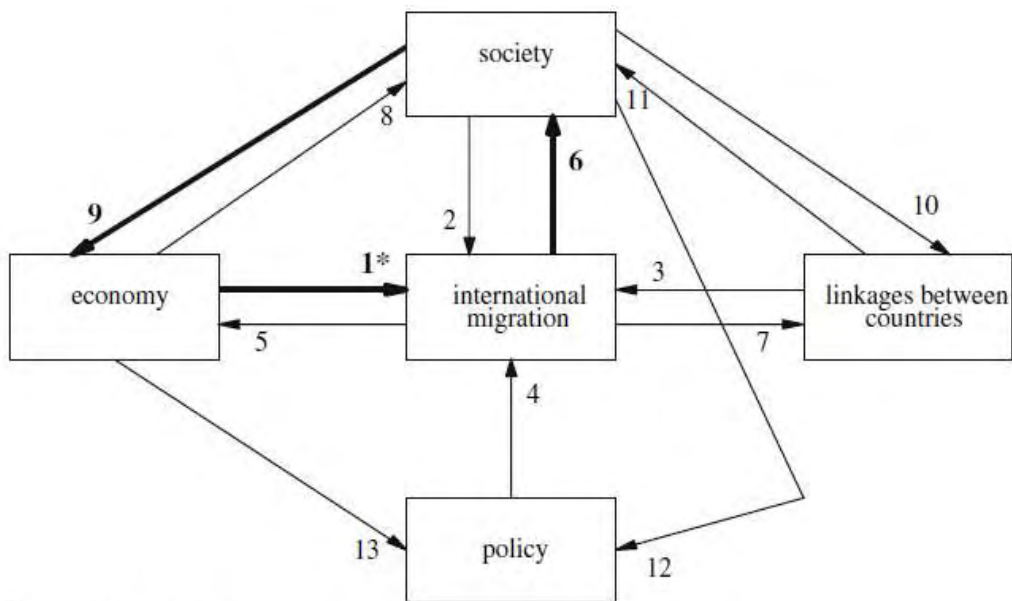 society
8
11
6
9
2
10
1*
3
economy
international
migration
linkages between
countries
5
7
4
13
policy
12